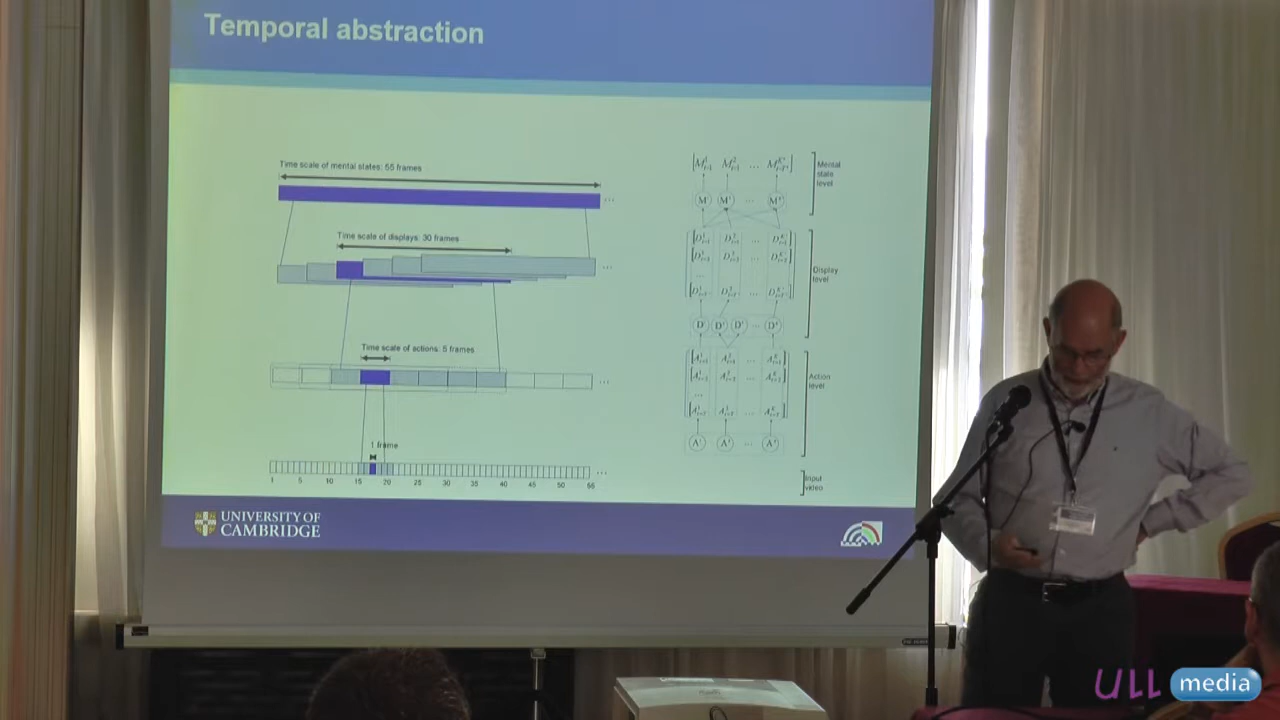 Temporal abstraction
Time scale of mental states: 55 frames
...
Time scale of displays: 30 frames
...
Time scale of actions: 5 frames
...
1 frame
...
1 5 10 15 20 25 30 35 40 45 50 55
Mental
state
level
M ...
Display
level
D D D ... D
Action
level
A A ... A
Input
video
UNIVERSITY OF
CAMBRIDGE
ULL media